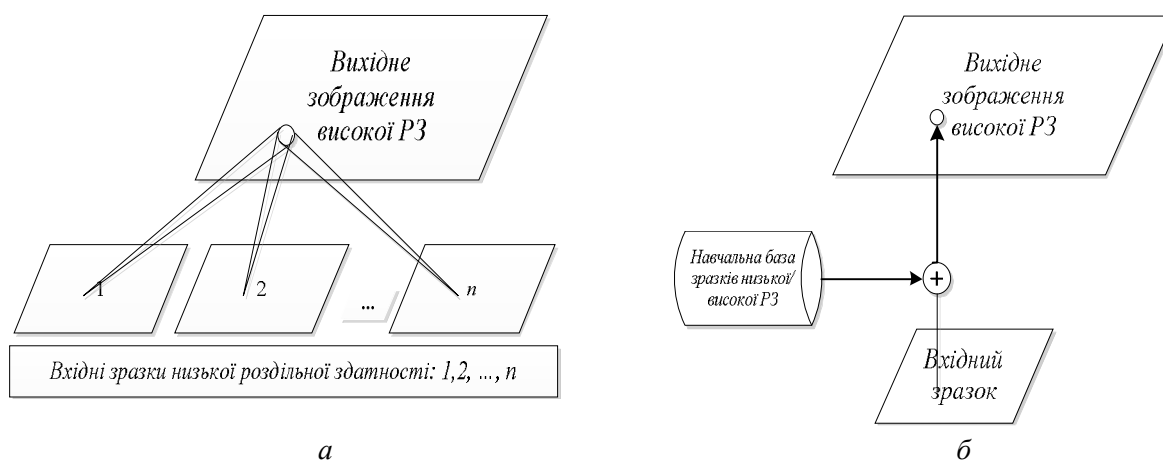 Вихідне
зображення
високої РЗ
1
2
...
n
Вхідні зразки низької роздільної здатності: 1,2, ..., n
а
Вихідне
зображення
високої РЗ
Навчальна база
зразків низької/
високої РЗ
+
Вхідний
зразок
б